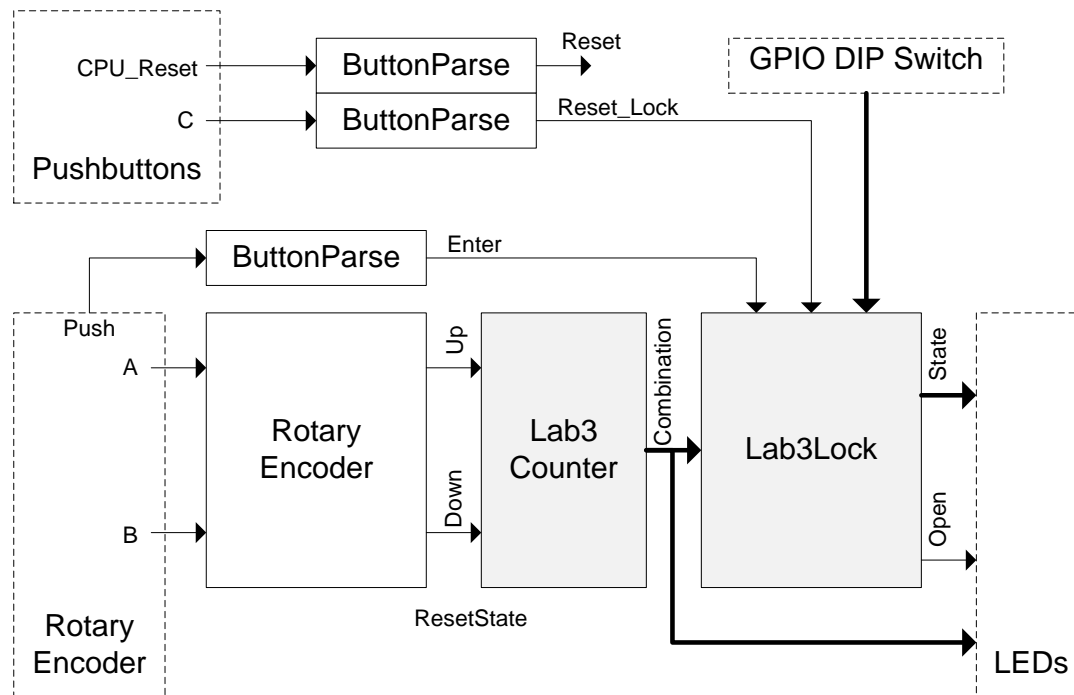 CPU_Reset
ButtonParse
Reset
GPIO DIP Switch
C
ButtonParse
Reset_Lock
Pushbuttons
ButtonParse
Enter
Push
A
B
Rotary
Encoder
Up
Down
Lab3
Counter
Combination
Lab3Lock
State
Open
ResetState
Rotary
Encoder
LEDs